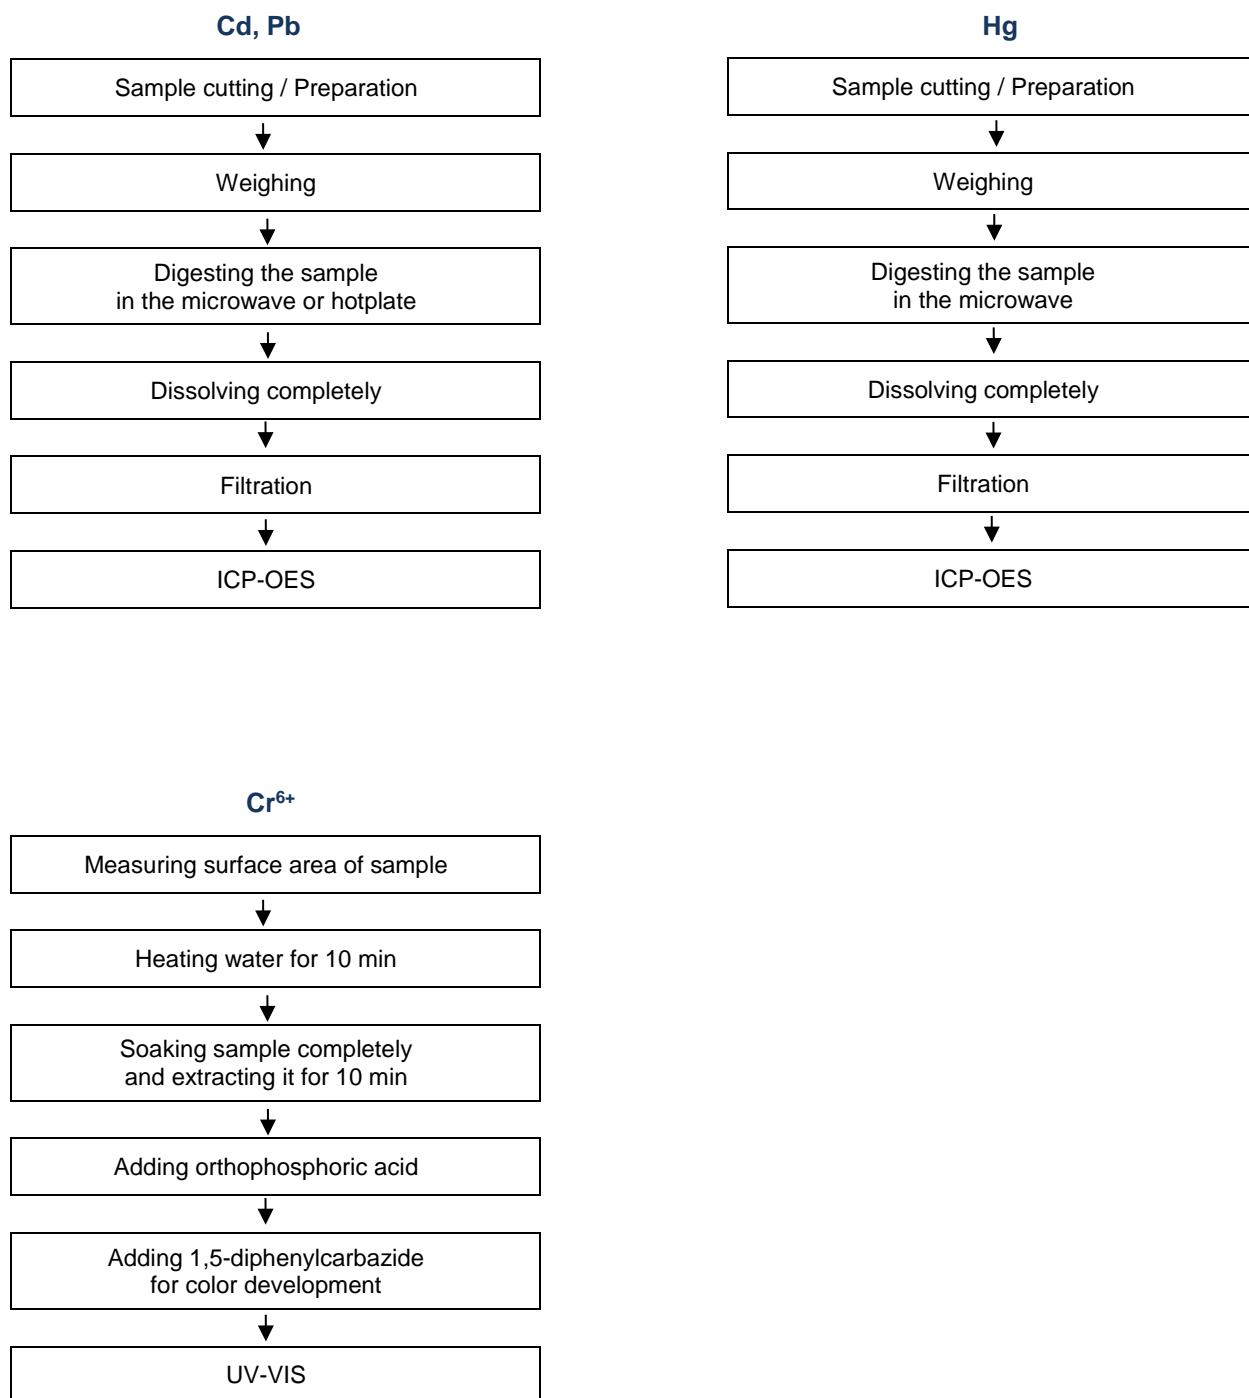 Cd, Pb
Sample cutting / Preparation
Weighing
Digesting the sample
in the microwave or hotplate
Dissolving completely
Filtration
ICP-OES
Hg
Sample cutting / Preparation
Weighing
Digesting the sample
in the microwave
Dissolving completely
Filtration
ICP-OES
Cr⁶⁺
Measuring surface area of sample
Heating water for 10 min
Soaking sample completely
and extracting it for 10 min
Adding orthophosphoric acid
Adding 1,5-diphenylcarbazide
for color development
UV-VIS